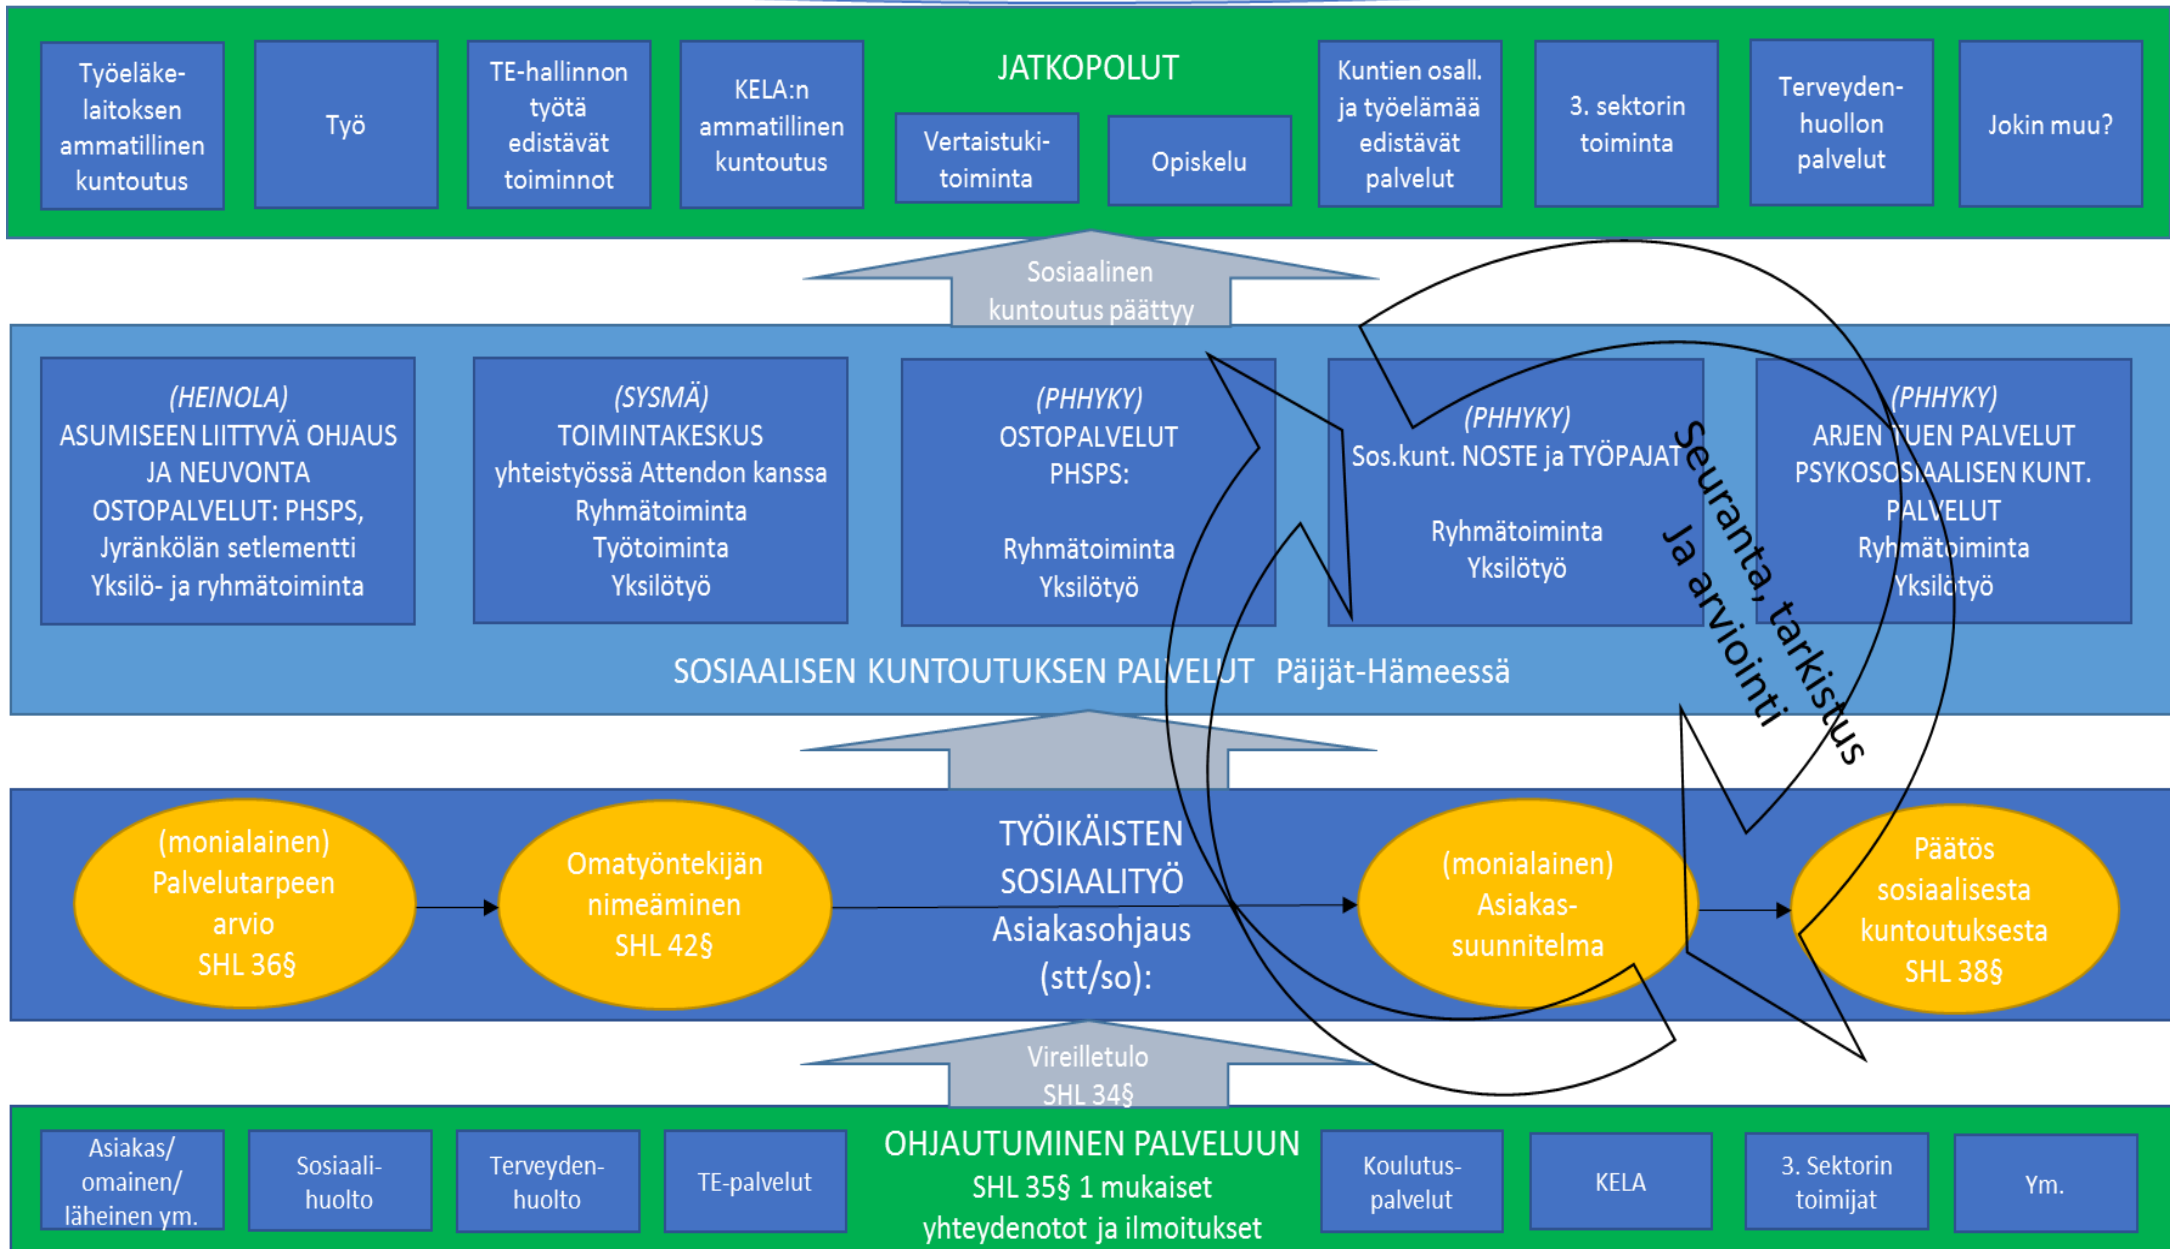 JATKOPOLUT
Työeläke-
laitoksen
ammatillinen
kuntoutus
Työ
TE-hallinnon
työtä
edistävät
toiminnot
KELA:n
ammatillinen
kuntoutus
Vertaistuki-
toiminta
Opiskelu
Kuntien osall.
ja työelämää
edistävät
palvelut
3. sektorin
toiminta
Terveyden-
huollon
palvelut
Jokin muu?
Sosiaalinen
kuntoutus päättyy
(HEINOLA)
ASUMISEEN LIITTYVÄ OHJAUS
JA NEUVONTA
OSTOPALVELUT: PHSPS,
Jyränkölän setlementti
Yksilö- ja ryhmätoiminta
(SYSMÄ)
TOIMINTAKESKUS
yhteistyössä Attendon kanssa
Ryhmätoiminta
Työtoiminta
Yksilötyö
(PHHYKY)
OSTOPALVELUT
PHSPS:
Ryhmätoiminta
Yksilötyö
(PHHYKY)
Sos.kunt. NOSTE ja TYÖPAJAT
Ryhmätoiminta
Yksilötyö
(PHHYKY)
ARJEN TUEN PALVELUT
PSYKOSOSIAALISEN KUNT.
PALVELUT
Ryhmätoiminta
Yksilötyö
Seuranta, tarkistus
Ja arviointi
SOSIAALISEN KUNTOUTUKSEN PALVELUT Päijät-Hämeessä
(monialainen)
Palvelutarpeen
arvio
SHL 36§
Omatyöntekijän
nimeäminen
SHL 42§
TYÖIKÄISTEN
SOSIAALITYÖ
Asiakasohjaus
(stt/so):
(monialainen)
Asiakas-
suunnitelma
Päätös
sosiaalisesta
kuntoutuksesta
SHL 38§
Vireilletulo
SHL 34§
Asiakas/
omainen/
läheinen ym.
Sosiaali-
huolto
Terveyden-
huolto
TE-palvelut
OHJAUTUMINEN PALVELUUN
SHL 35§ 1 mukaiset
yhteydenotot ja ilmoitukset
Koulutus-
palvelut
KELA
3. Sektorin
toimijat
Ym.